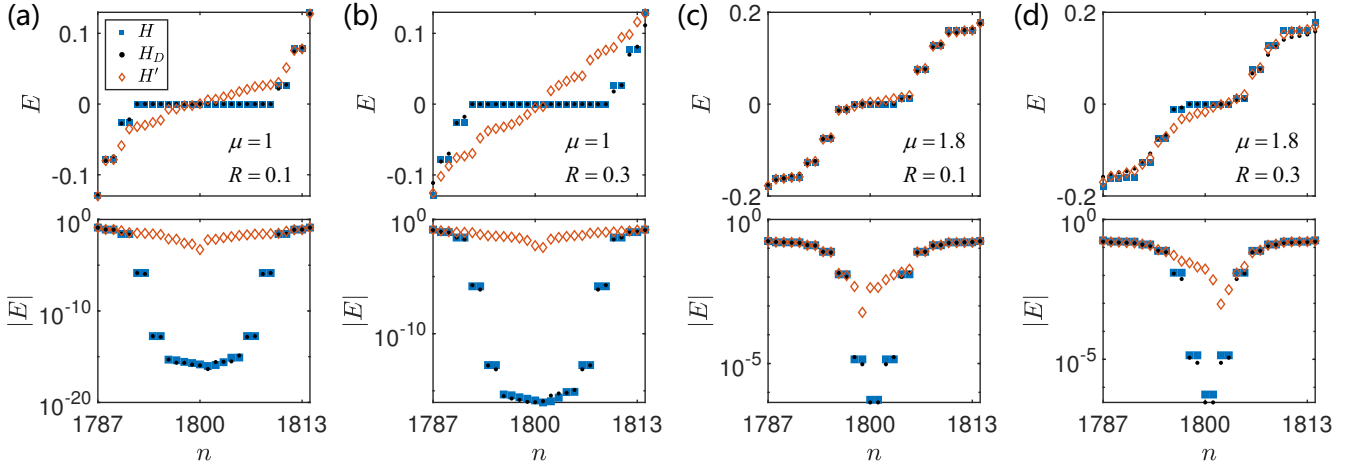 (a)
E
0.1
0
-0.1
H
H_D
H′
μ=1
R=0.1
|E|
10^0
10^-10
10^-20
1787 1800 1813
n
(b)
E
0.1
0
-0.1
μ=1
R=0.3
|E|
10^0
10^-10
1787 1800 1813
n
(c)
E
0.2
0
-0.2
μ=1.8
R=0.1
|E|
10^0
10^-5
1787 1800 1813
n
(d)
E
0.2
0
-0.2
μ=1.8
R=0.3
|E|
10^0
10^-5
1787 1800 1813
n